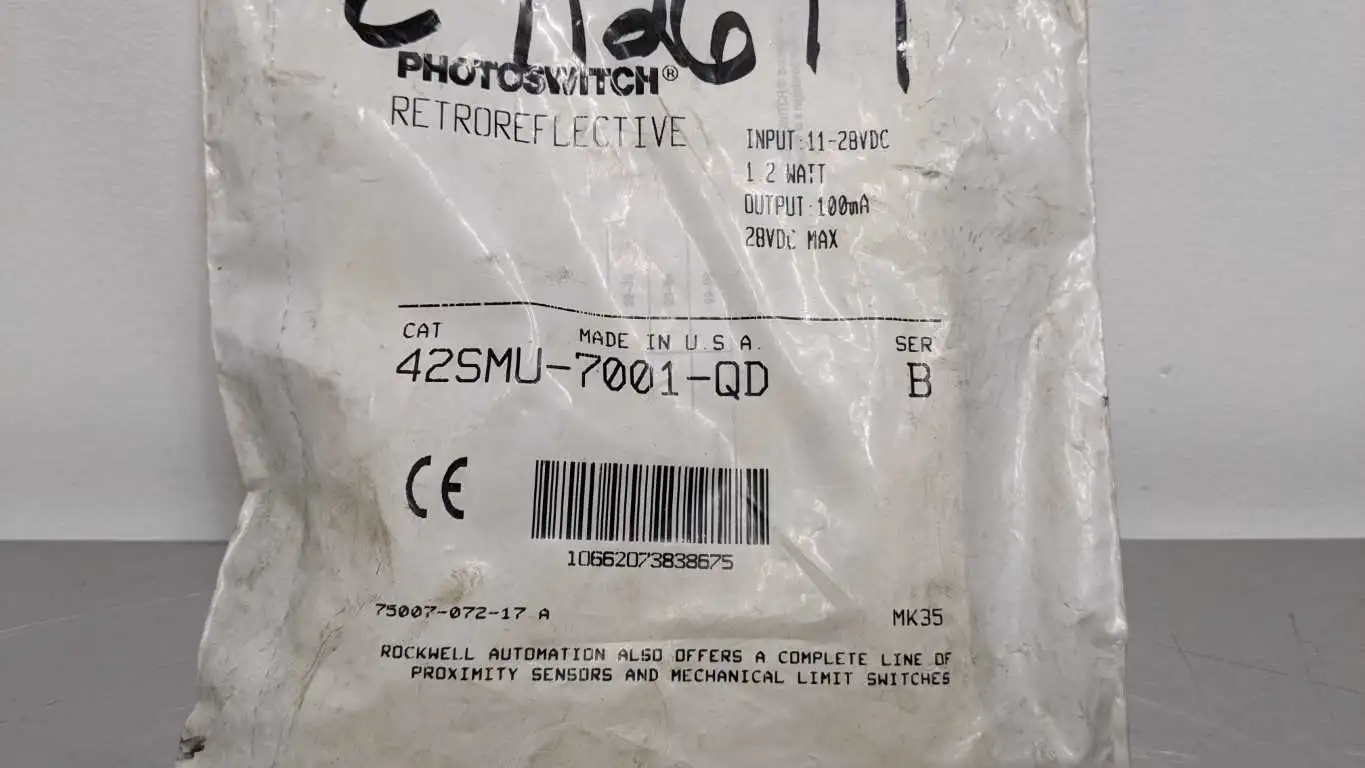 PHOTOSWITCH®
RETROREFLECTIVE
INPUT:11-28VDC
1.2 WATT
OUTPUT:100mA
28VDC MAX
CAT
MADE IN U.S.A.
SER
42SMU-7001-QD
B
CE
10662073838675
75007-072-17 A
MK35
ROCKWELL AUTOMATION ALSO OFFERS A COMPLETE LINE OF
PROXIMITY SENSORS AND MECHANICAL LIMIT SWITCHES